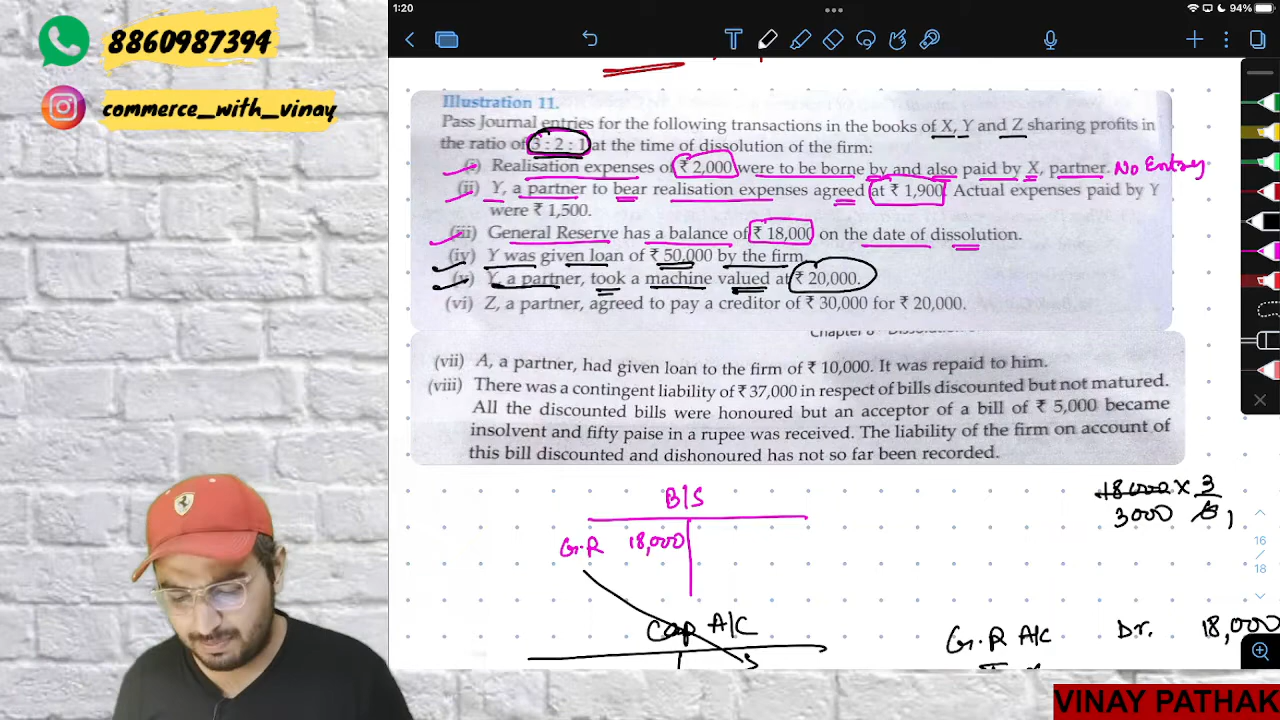 8860987394
commerce_with_vinay
1:20
94%
Illustration 11.
Pass Journal entries for the following transactions in the books of X, Y and Z sharing profits in
the ratio of 3 : 2 : 1 at the time of dissolution of the firm:
(i) Realisation expenses of ₹ 2,000 were to be borne by and also paid by X, partner. No Entry
(ii) Y, a partner to bear realisation expenses agreed at ₹ 1,900. Actual expenses paid by Y
were ₹ 1,500.
(iii) General Reserve has a balance of ₹ 18,000 on the date of dissolution.
(iv) Y was given loan of ₹ 50,000 by the firm.
(v) Y, a partner, took a machine valued at ₹ 20,000.
(vi) Z, a partner, agreed to pay a creditor of ₹ 30,000 for ₹ 20,000.
(vii) A, a partner, had given loan to the firm of ₹ 10,000. It was repaid to him.
(viii) There was a contingent liability of ₹ 37,000 in respect of bills discounted but not matured.
All the discounted bills were honoured but an acceptor of a bill of ₹ 5,000 became
insolvent and fifty paise in a rupee was received. The liability of the firm on account of
this bill discounted and dishonoured has not so far been recorded.
B/S
G.R 18,000
18000 x 3
3000 6 1
16
18
Cap A/C
G.R A/C Dr. 18,000
VINAY PATHAK